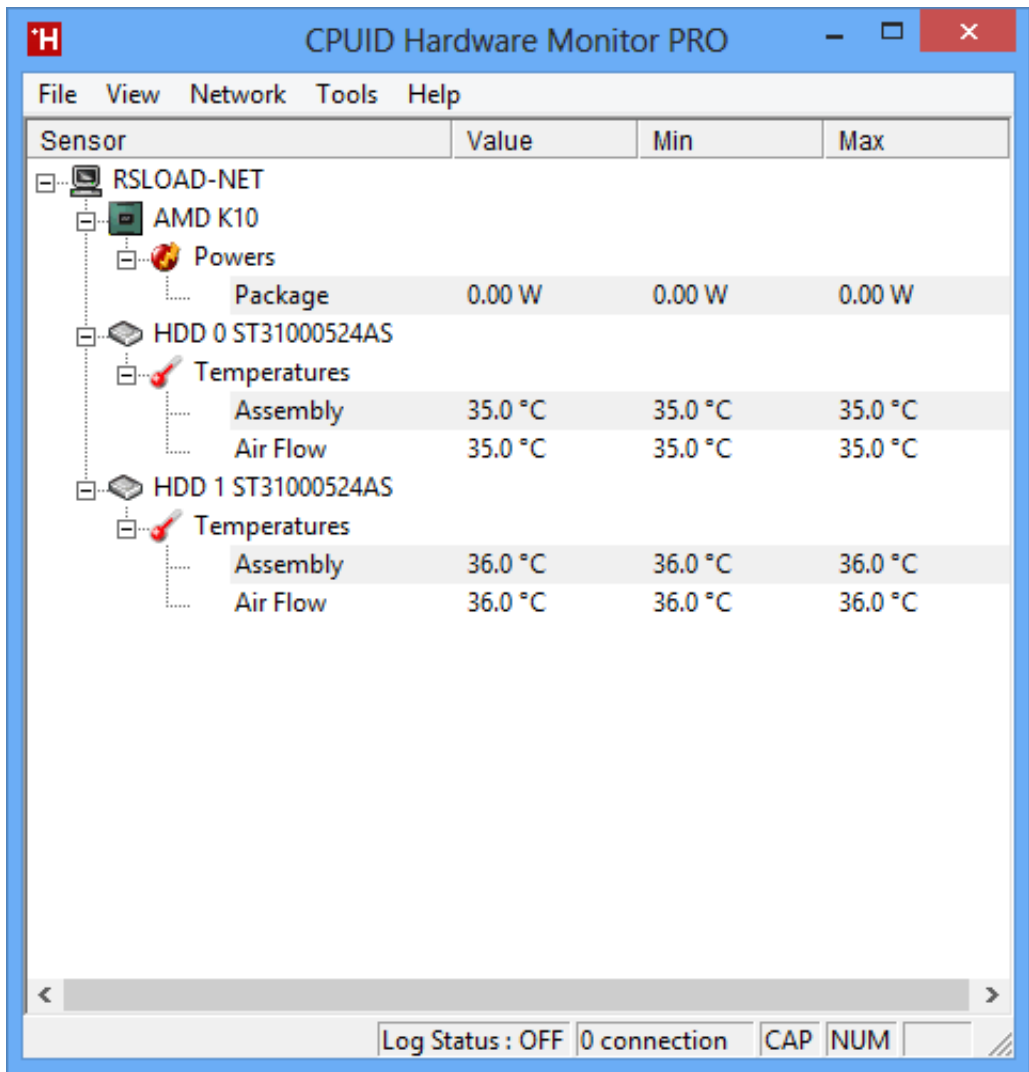 +H CPUID Hardware Monitor PRO
File View Network Tools Help
Sensor Value Min Max
RSLOAD-NET
AMD K10
Powers
Package 0.00 W 0.00 W 0.00 W
HDD 0 ST31000524AS
Temperatures
Assembly 35.0 °C 35.0 °C 35.0 °C
Air Flow 35.0 °C 35.0 °C 35.0 °C
HDD 1 ST31000524AS
Temperatures
Assembly 36.0 °C 36.0 °C 36.0 °C
Air Flow 36.0 °C 36.0 °C 36.0 °C
Log Status : OFF 0 connection CAP NUM